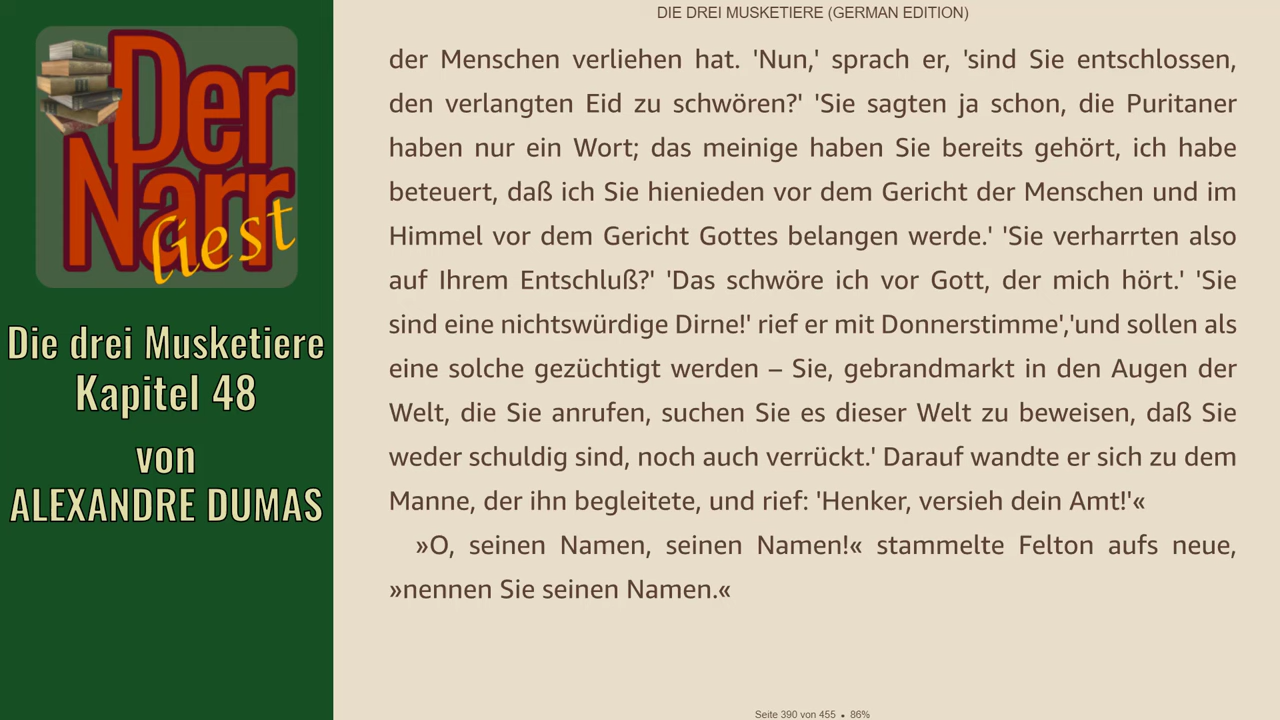 Der
Narr
liest
Die drei Musketiere
Kapitel 48
von
ALEXANDRE DUMAS
DIE DREI MUSKETIERE (GERMAN EDITION)
der Menschen verliehen hat. 'Nun,' sprach er, 'sind Sie entschlossen,
den verlangten Eid zu schwören?' 'Sie sagten ja schon, die Puritaner
haben nur ein Wort; das meinige haben Sie bereits gehört, ich habe
beteuert, daß ich Sie hienieden vor dem Gericht der Menschen und im
Himmel vor dem Gericht Gottes belangen werde.' 'Sie verharrten also
auf Ihrem Entschluß?' 'Das schwöre ich vor Gott, der mich hört.' 'Sie
sind eine nichtswürdige Dirne!' rief er mit Donnerstimme','und sollen als
eine solche gezüchtigt werden – Sie, gebrandmarkt in den Augen der
Welt, die Sie anrufen, suchen Sie es dieser Welt zu beweisen, daß Sie
weder schuldig sind, noch auch verrückt.' Darauf wandte er sich zu dem
Manne, der ihn begleitete, und rief: 'Henker, versieh dein Amt!'«
»O, seinen Namen, seinen Namen!« stammelte Felton aufs neue,
»nennen Sie seinen Namen.«
Seite 390 von 455 • 86%